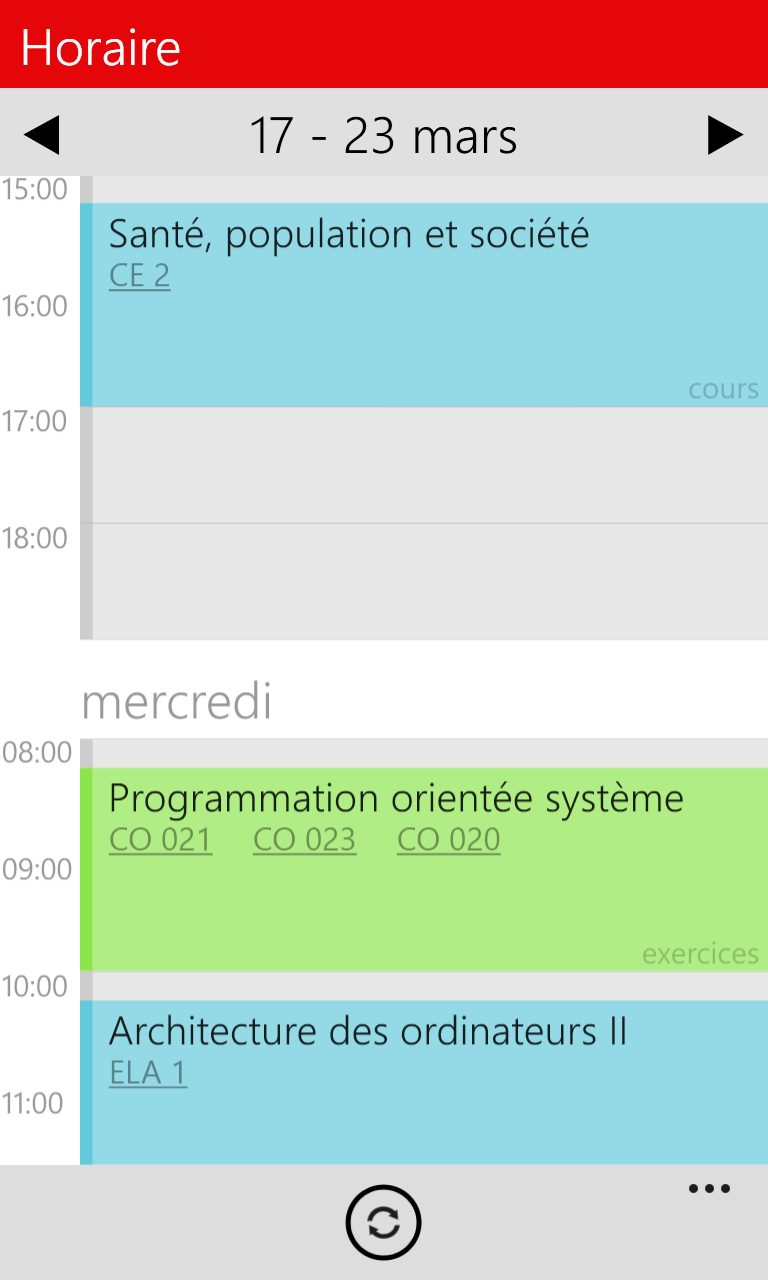 Horaire
17 - 23 mars
15:00
Santé, population et société
CE 2
16:00
cours
17:00
18:00
mercredi
08:00
Programmation orientée système
CO 021 CO 023 CO 020
09:00
exercices
10:00
Architecture des ordinateurs II
ELA 1
11:00